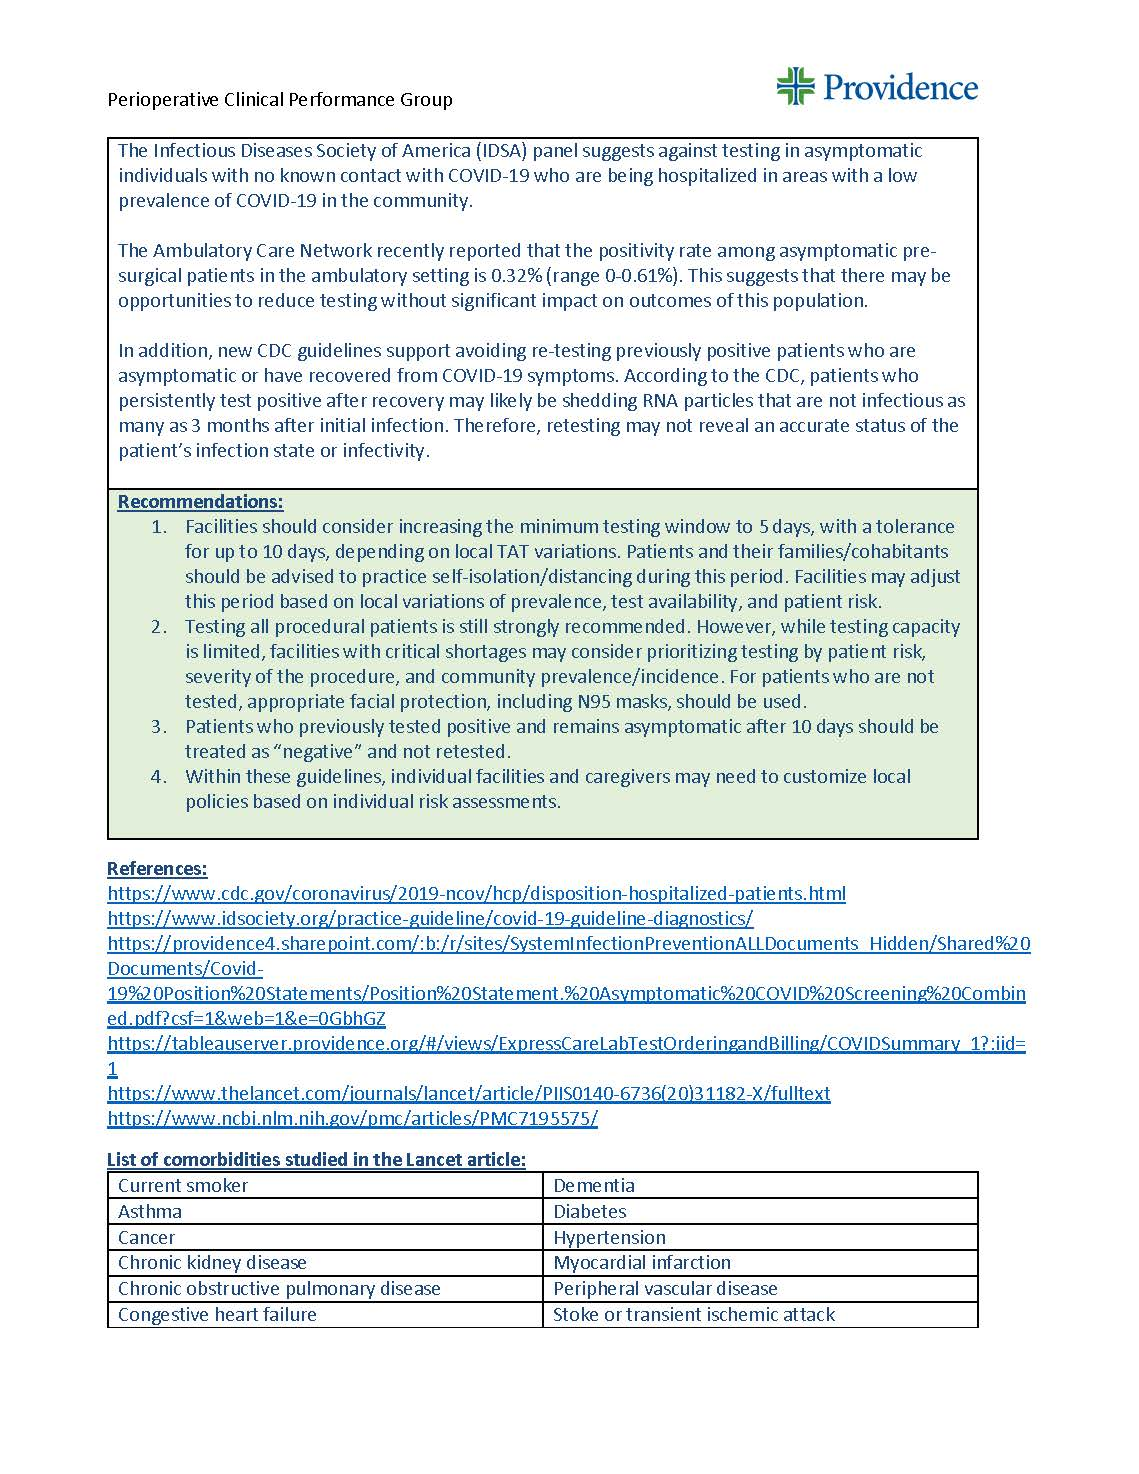 Perioperative Clinical Performance Group
Providence
The Infectious Diseases Society of America (IDSA) panel suggests against testing in asymptomatic
individuals with no known contact with COVID-19 who are being hospitalized in areas with a low
prevalence of COVID-19 in the community.
The Ambulatory Care Network recently reported that the positivity rate among asymptomatic pre-
surgical patients in the ambulatory setting is 0.32% (range 0-0.61%). This suggests that there may be
opportunities to reduce testing without significant impact on outcomes of this population.
In addition, new CDC guidelines support avoiding re-testing previously positive patients who are
asymptomatic or have recovered from COVID-19 symptoms. According to the CDC, patients who
persistently test positive after recovery may likely be shedding RNA particles that are not infectious as
many as 3 months after initial infection. Therefore, retesting may not reveal an accurate status of the
patient's infection state or infectivity.
Recommendations:
1. Facilities should consider increasing the minimum testing window to 5 days, with a tolerance
for up to 10 days, depending on local TAT variations. Patients and their families/cohabitants
should be advised to practice self-isolation/distancing during this period. Facilities may adjust
this period based on local variations of prevalence, test availability, and patient risk.
2. Testing all procedural patients is still strongly recommended. However, while testing capacity
is limited, facilities with critical shortages may consider prioritizing testing by patient risk,
severity of the procedure, and community prevalence/incidence. For patients who are not
tested, appropriate facial protection, including N95 masks, should be used.
3. Patients who previously tested positive and remains asymptomatic after 10 days should be
treated as “negative” and not retested.
4. Within these guidelines, individual facilities and caregivers may need to customize local
policies based on individual risk assessments.
References:
https://www.cdc.gov/coronavirus/2019-ncov/hcp/disposition-hospitalized-patients.html
https://www.idsociety.org/practice-guideline/covid-19-guideline-diagnostics/
https://providence4.sharepoint.com/:b:/r/sites/SystemInfectionPreventionALLDocuments_Hidden/Shared%20
Documents/Covid-
19%20Position%20Statements/Position%20Statement.%20Asymptomatic%20COVID%20Screening%20Combin
ed.pdf?csf=1&web=1&e=0GbhGZ
https://tableauserver.providence.org/#/views/ExpressCareLabTestOrderingandBilling/COVIDSummary_1?:iid=
1
https://www.thelancet.com/journals/lancet/article/PIIS0140-6736(20)31182-X/fulltext
https://www.ncbi.nlm.nih.gov/pmc/articles/PMC7195575/
List of comorbidities studied in the Lancet article:
Current smoker Dementia
Asthma Diabetes
Cancer Hypertension
Chronic kidney disease Myocardial infarction
Chronic obstructive pulmonary disease Peripheral vascular disease
Congestive heart failure Stoke or transient ischemic attack